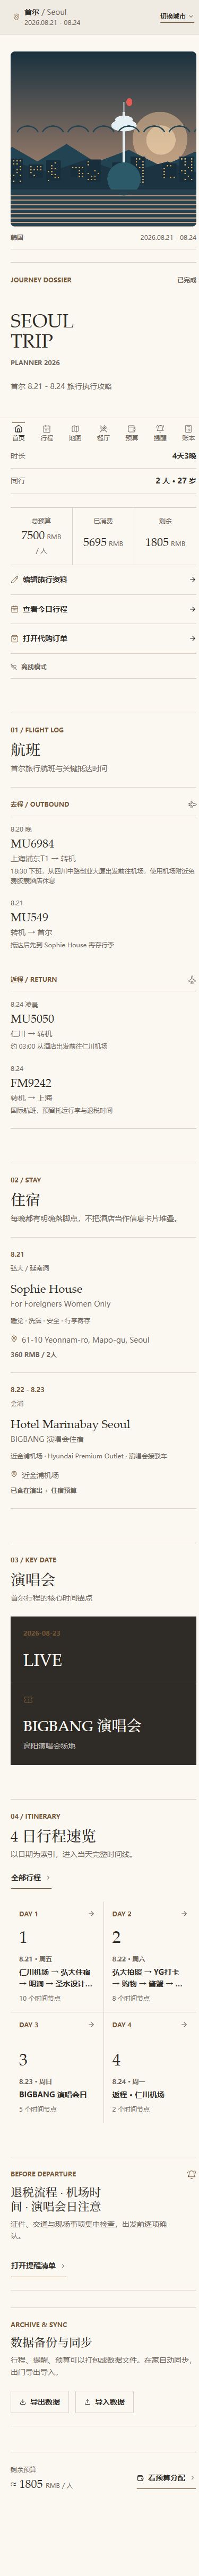 首尔 / Seoul
2026.08.21 - 08.24
切换城市
韩国
2026.08.21 - 08.24
JOURNEY DOSSIER
已完成
SEOUL
TRIP
PLANNER 2026
首尔 8.21 - 8.24 旅行执行攻略
首页
行程
地图
餐厅
预算
提醒
账本
时长
4天3晚
同行
2 人 • 27 岁
总预算
7500 RMB
/ 人
已消费
5695 RMB
剩余
1805 RMB
编辑旅行资料
查看今日行程
打开代购订单
离线模式
01 / FLIGHT LOG
航班
首尔旅行航班与关键抵达时间
去程 / OUTBOUND
8.20 晚
MU6984
上海浦东T1 → 转机
18:30 下班，从四川中路创业大厦出发前往机场，使用机场附近免
费胶囊酒店休息
8.21
MU549
转机 → 首尔
抵达后先到 Sophie House 寄存行李
返程 / RETURN
8.24 凌晨
MU5050
仁川 → 转机
约 03:00 从酒店出发前往仁川机场
8.24
FM9242
转机 → 上海
国际航班，预留托运行李与退税时间
02 / STAY
住宿
每晚都有明确落脚点，不把酒店当作信息卡片堆叠。
8.21
弘大 / 延南洞
Sophie House
For Foreigners Women Only
睡觉 · 洗澡 · 安全 · 行李寄存
61-10 Yeonnam-ro, Mapo-gu, Seoul
360 RMB / 2人
8.22 - 8.23
金浦
Hotel Marinabay Seoul
BIGBANG 演唱会住宿
近金浦机场 · Hyundai Premium Outlet · 演唱会接驳车
近金浦机场
已含在演出 + 住宿预算
03 / KEY DATE
演唱会
首尔行程的核心时间锚点
2026-08-23
LIVE
BIGBANG 演唱会
高阳演唱会场地
04 / ITINERARY
4 日行程速览
以日期为索引，进入当天完整时间线。
全部行程
DAY 1
1
8.21 • 周五
仁川机场 → 弘大住宿
→ 明洞 → 圣水设计...
10 个时间节点
DAY 2
2
8.22 • 周六
弘大拍照 → YG打卡
→ 购物 → 酱蟹 → ...
8 个时间节点
DAY 3
3
8.23 • 周日
BIGBANG 演唱会日
5 个时间节点
DAY 4
4
8.24 • 周一
返程 • 仁川机场
2 个时间节点
BEFORE DEPARTURE
退税流程 · 机场时
间 · 演唱会日注意
证件、交通与现场事项集中检查，出发前逐项确
认。
打开提醒清单
ARCHIVE & SYNC
数据备份与同步
行程、提醒、预算可以打包成数据文件。在家自动同步，
出门导出导入。
导出数据
导入数据
剩余预算
≈ 1805 RMB / 人
看预算分配